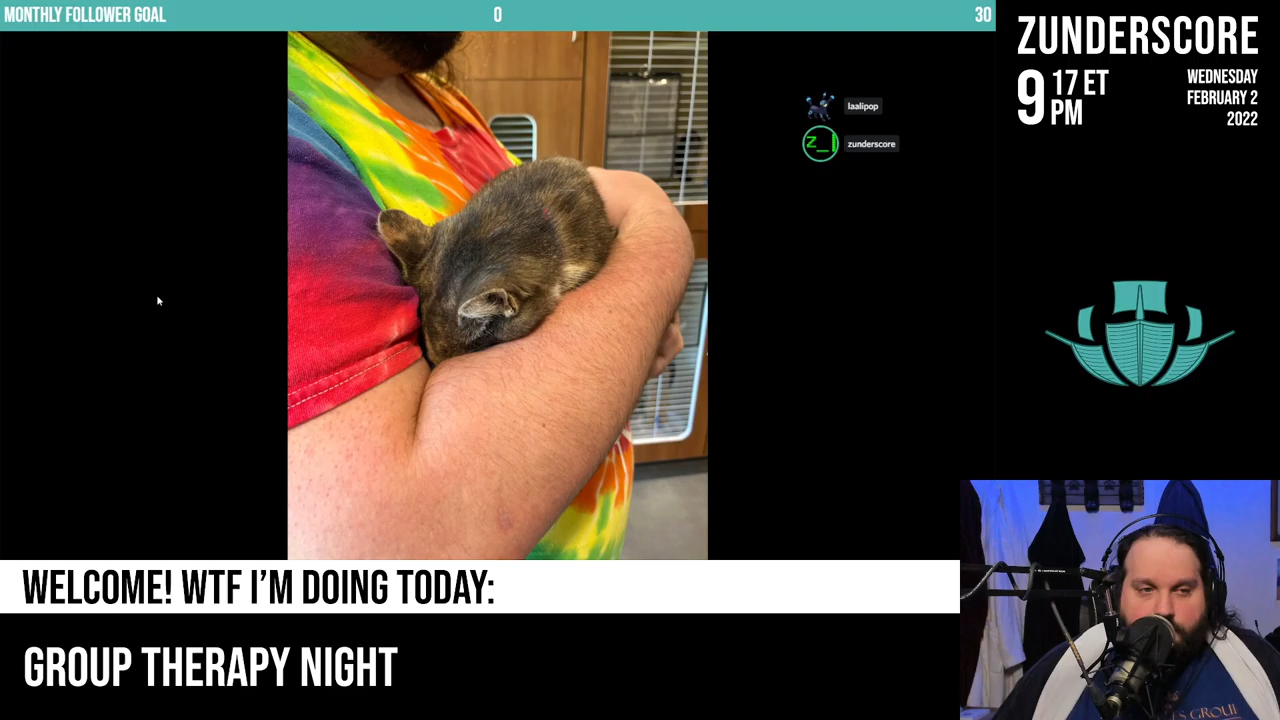 MONTHLY FOLLOWER GOAL 0 30
ZUNDERSCORE
9 17 ET
PM
WEDNESDAY
FEBRUARY 2
2022
laalipop
Z_
zunderscore
WELCOME! WTF I'M DOING TODAY:
GROUP THERAPY NIGHT